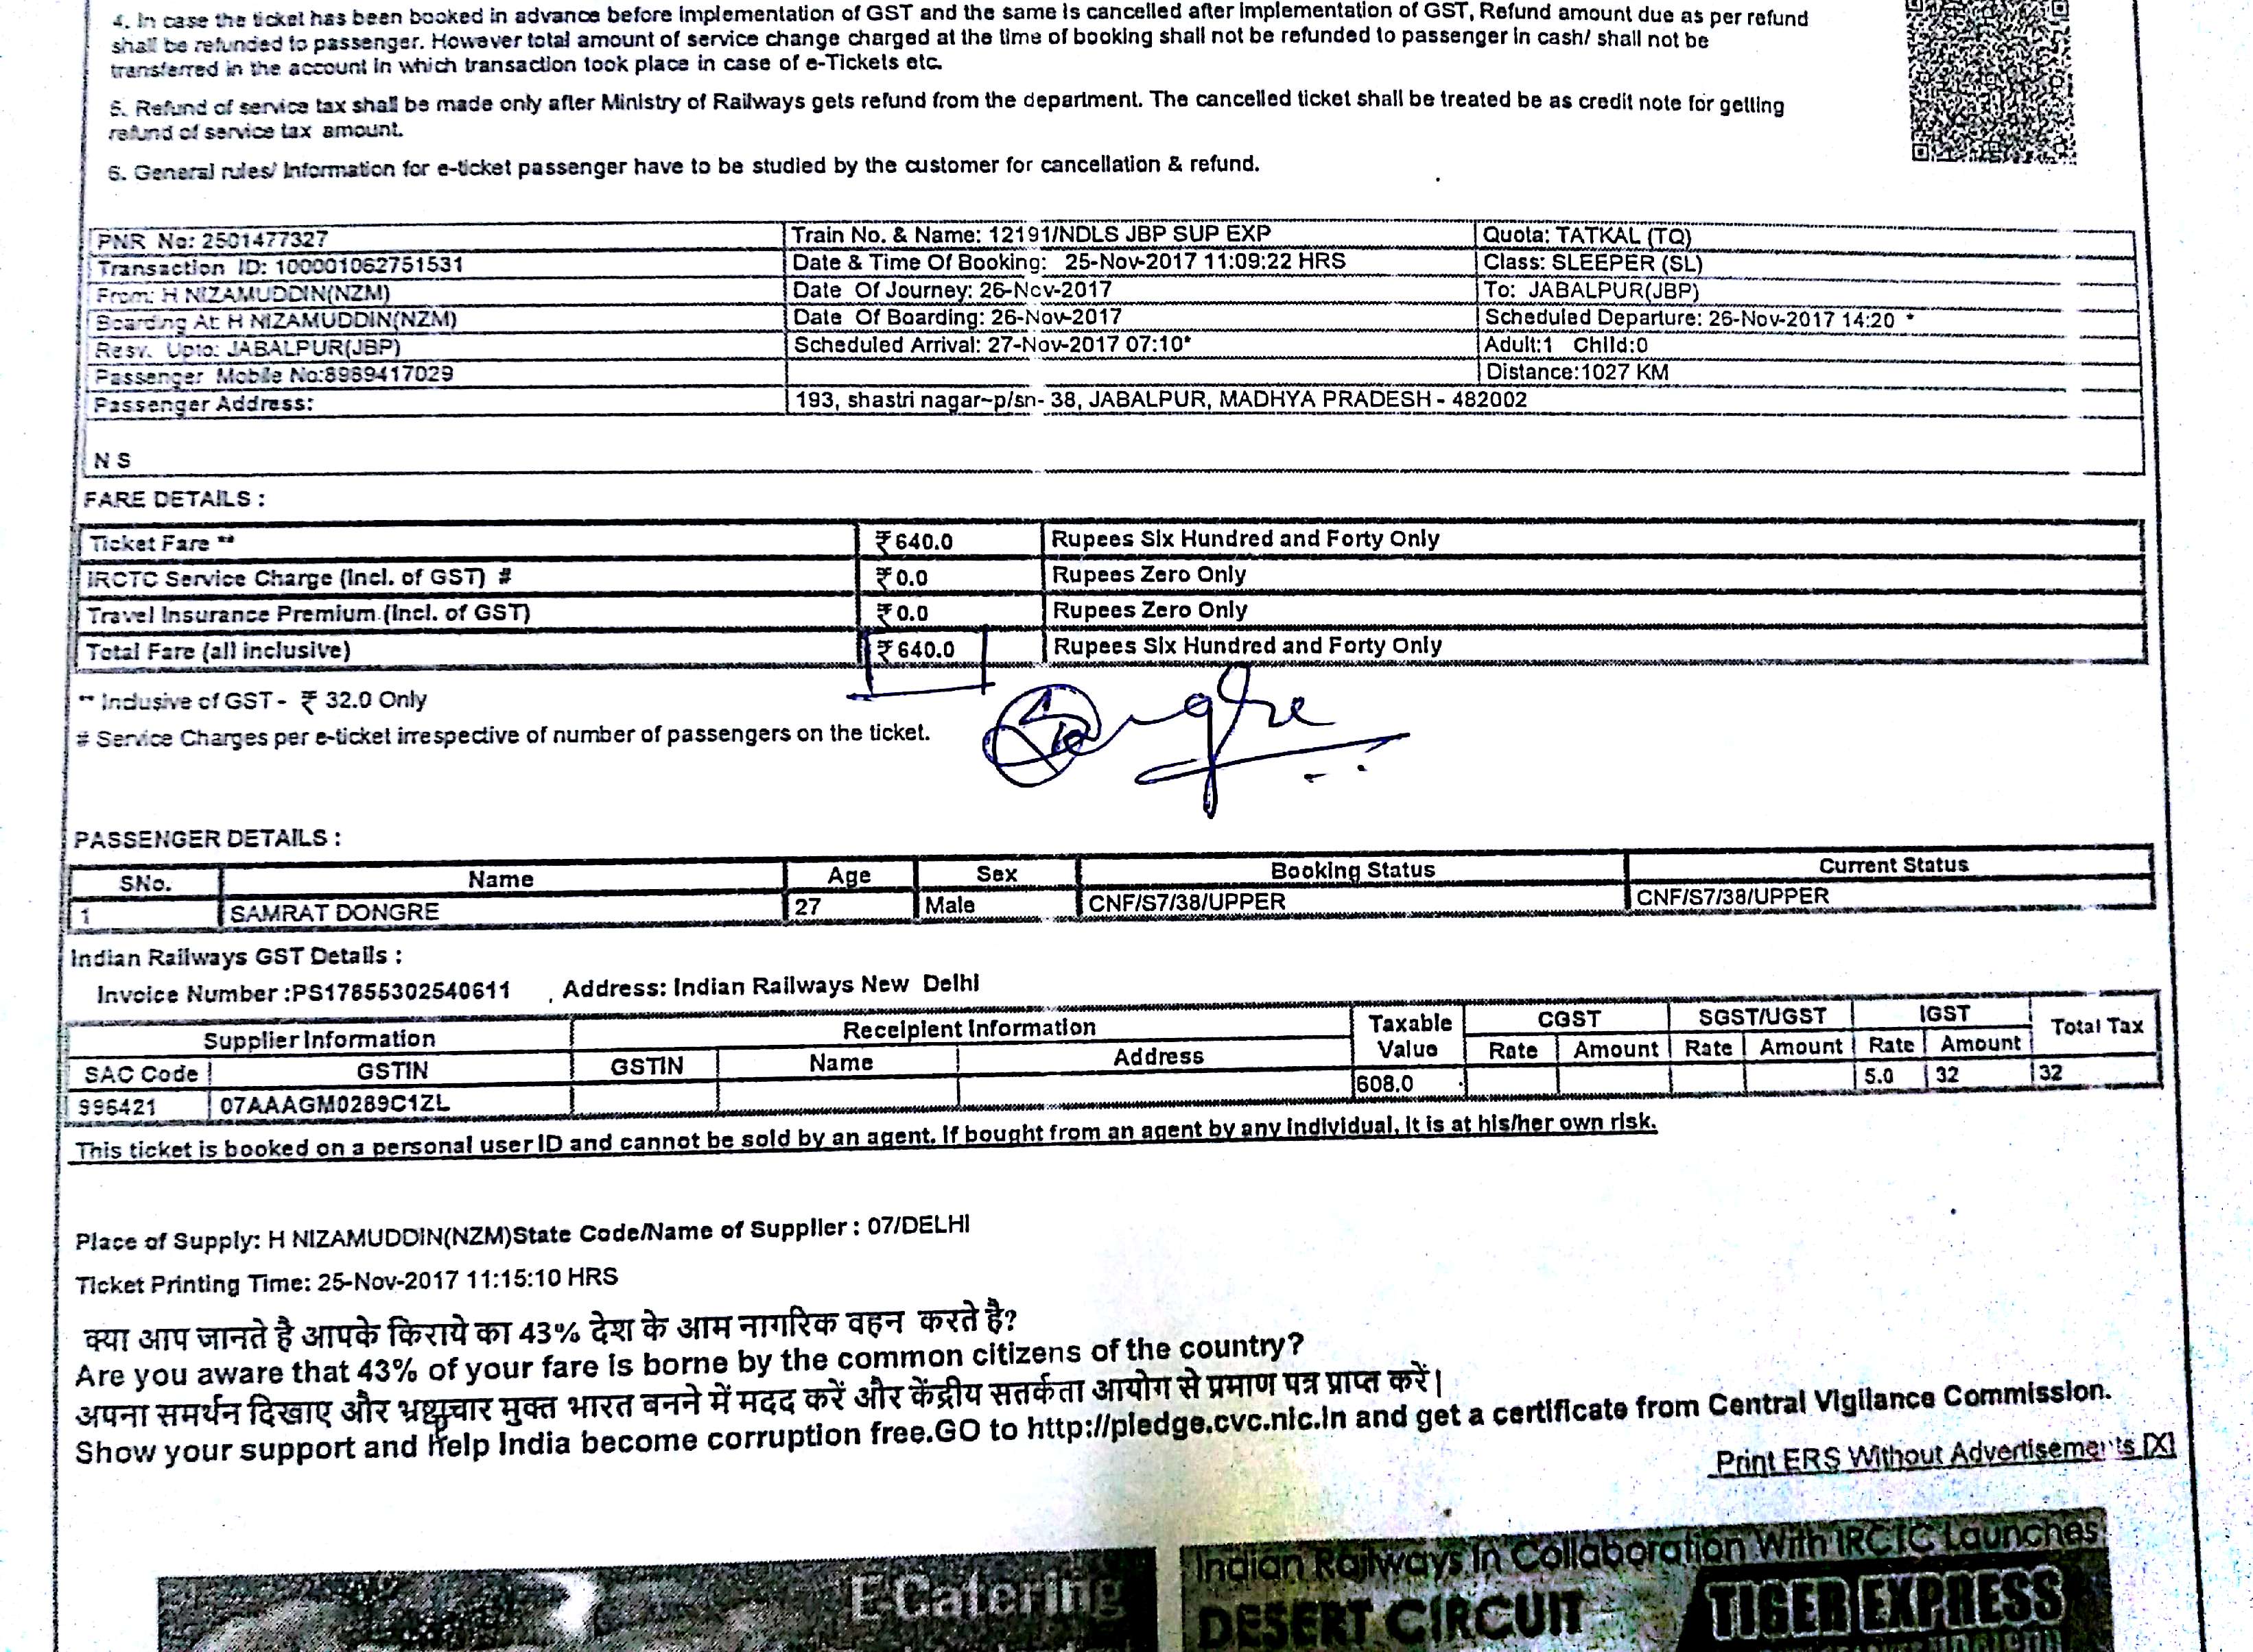 4. In case the ticket has been booked in advance before implementation of GST and the same is cancelled after implementation of GST, Refund amount due as per refund
shall be refunded to passenger. However total amount of service change charged at the time of booking shall not be refunded to passenger in cash/ shall not be
transferred in the account in which transaction took place in case of e-Tickets etc.
5. Refund of service tax shall be made only after Ministry of Railways gets refund from the department. The cancelled ticket shall be treated be as credit note for getting
refund of service tax amount.
6. General rules/ Information for e-ticket passenger have to be studied by the customer for cancellation & refund.
PNR No: 2501477327 Train No. & Name: 12191/NDLS JBP SUP EXP Quota: TATKAL (TQ)
Transaction ID: 100001062751531 Date & Time Of Booking: 25-Nov-2017 11:09:22 HRS Class: SLEEPER (SL)
From: H NIZAMUDDIN(NZM) Date Of Journey: 26-Nov-2017 To: JABALPUR(JBP)
Boarding At: H NIZAMUDDIN(NZM) Date Of Boarding: 26-Nov-2017 Scheduled Departure: 26-Nov-2017 14:20 *
Resv. Upto: JABALPUR(JBP) Scheduled Arrival: 27-Nov-2017 07:10* Adult:1 Child:0
Passenger Mobile No:8989417029 Distance:1027 KM
Passenger Address: 193, shastri nagar~p/sn- 38, JABALPUR, MADHYA PRADESH - 482002
N S
FARE DETAILS :
Ticket Fare ** ₹640.0 Rupees Six Hundred and Forty Only
IRCTC Service Charge (Incl. of GST) # ₹0.0 Rupees Zero Only
Travel Insurance Premium (Incl. of GST) ₹0.0 Rupees Zero Only
Total Fare (all inclusive) ₹640.0 Rupees Six Hundred and Forty Only
** Inclusive of GST - ₹ 32.0 Only
# Service Charges per e-ticket irrespective of number of passengers on the ticket.
PASSENGER DETAILS :
SNo. Name Age Sex Booking Status Current Status
1 SAMRAT DONGRE 27 Male CNF/S7/38/UPPER CNF/S7/38/UPPER
Indian Railways GST Details :
Invoice Number :PS17855302540611 , Address: Indian Railways New Delhi
Supplier Information Receipient Information Taxable Value CGST SGST/UGST IGST Total Tax
SAC Code GSTIN GSTIN Name Address Rate Amount Rate Amount Rate Amount
996421 07AAAGM0289C1ZL 608.0 5.0 32 32
This ticket is booked on a personal user ID and cannot be sold by an agent. If bought from an agent by any individual, it is at his/her own risk.
Place of Supply: H NIZAMUDDIN(NZM)State Code/Name of Supplier : 07/DELHI
Ticket Printing Time: 25-Nov-2017 11:15:10 HRS
क्या आप जानते है आपके किराये का 43% देश के आम नागरिक वहन करते है?
Are you aware that 43% of your fare is borne by the common citizens of the country?
अपना समर्थन दिखाए और भ्रष्टाचार मुक्त भारत बनने में मदद करें और केंद्रीय सतर्कता आयोग से प्रमाण पत्र प्राप्त करें|
Show your support and help India become corruption free.GO to http://pledge.cvc.nic.in and get a certificate from Central Vigilance Commission.
Print ERS Without Advertisements [X]
E-Catering
Indian Railways in Collaboration With IRCTC Launches
DESERT CIRCUIT
TIGER EXPRESS